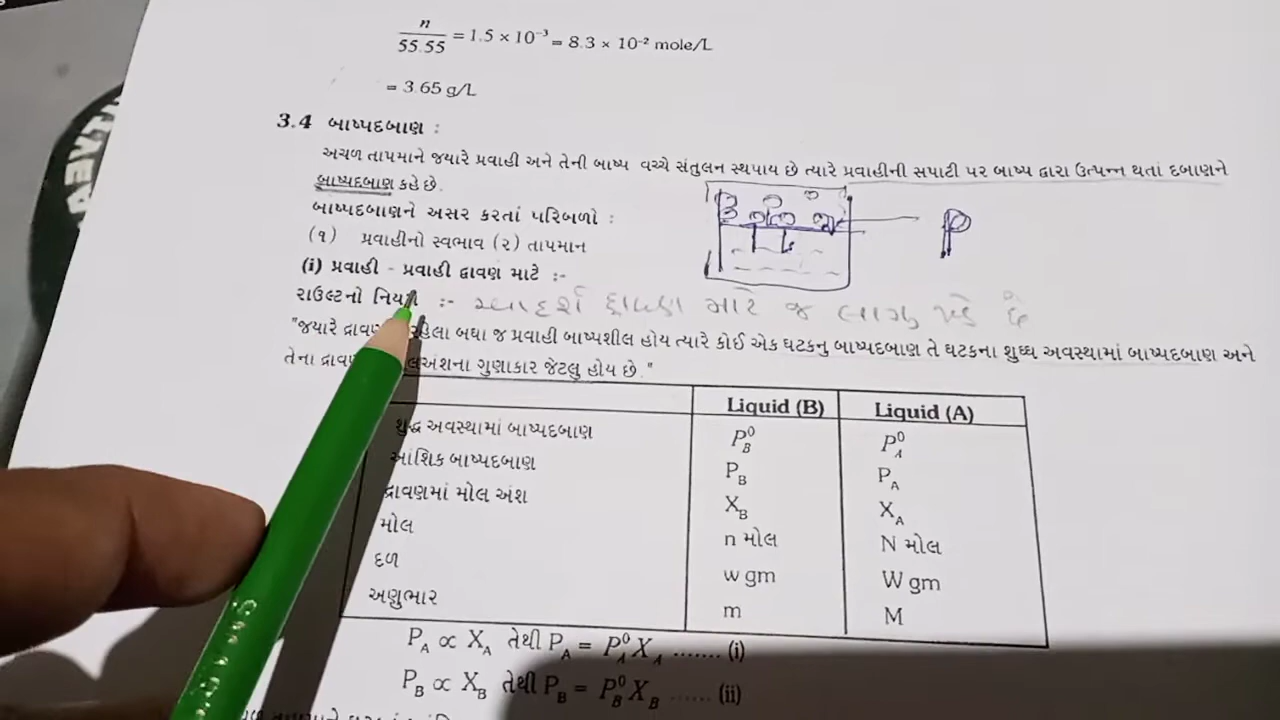 n
55.55 = 1.5 × 10⁻³ = 8.3 × 10⁻² mole/L
= 3.65 g/L
3.4 બાષ્પદબાણ :
અચળ તાપમાને જ્યારે પ્રવાહી અને તેની બાષ્પ વચ્ચે સંતુલન સ્થપાય છે ત્યારે પ્રવાહીની સપાટી પર બાષ્પ દ્વારા ઉત્પન્ન થતાં દબાણને
બાષ્પદબાણ કહે છે.
બાષ્પદબાણને અસર કરતાં પરિબળો :
P
(૧) પ્રવાહીનો સ્વભાવ (૨) તાપમાન
(i) પ્રવાહી - પ્રવાહી દ્વાવણ માટે :-
રાઉલ્ટનો નિયમ :- આદર્શ દ્રાવણ માટે જ લાગુ પડે છે
"જયારે દ્રાવણ રહેલા બધા જ પ્રવાહી બાષ્પશીલ હોય ત્યારે કોઈ એક ઘટકનુ બાષ્પદબાણ તે ઘટકના શુધ્ધ અવસ્થામાં બાષ્પદબાણ અને
તેના દ્રાવ લઅંશના ગુણાકાર જેટલુ હોય છે."
Liquid (B) Liquid (A)
શુદ્ધ અવસ્થામાં બાષ્પદબાણ P⁰B P⁰A
આંશિક બાષ્પદબાણ PB PA
દ્રાવણમાં મોલ અંશ XB XA
મોલ n મોલ N મોલ
દળ w gm W gm
અણુભાર m M
PA ∝ XA તેથી PA = P⁰A XA ....... (i)
PB ∝ XB તેથી PB = P⁰B XB ...... (ii)